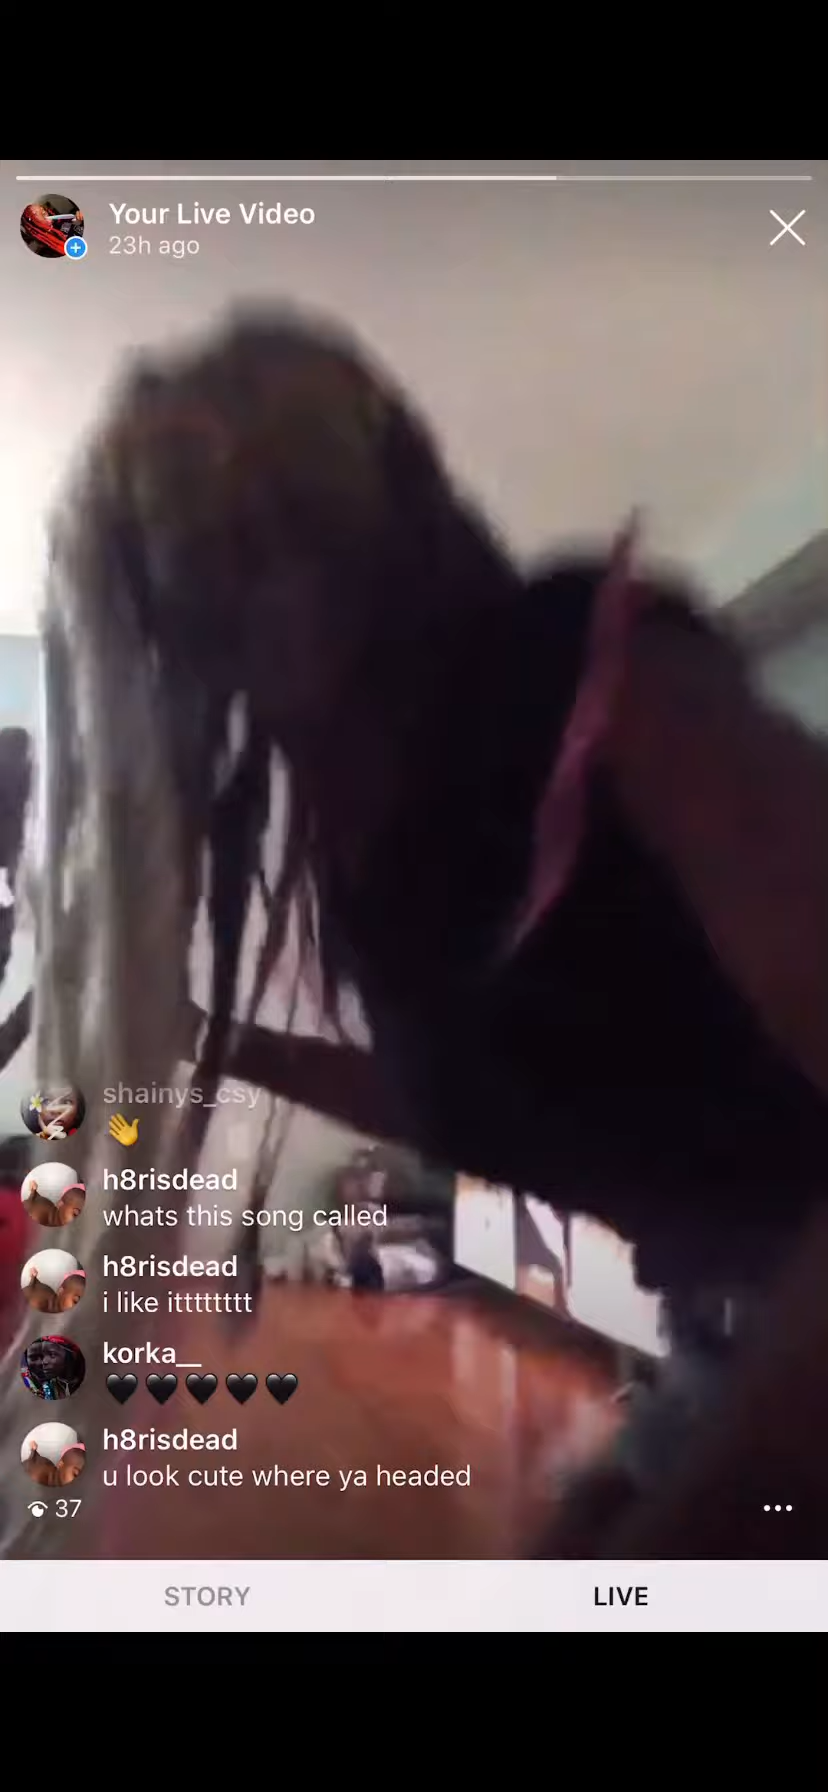 Your Live Video
23h ago
shainys_csy
👋
h8risdead
whats this song called
h8risdead
i like itttttttt
korka__
🖤🖤🖤🖤🖤
h8risdead
u look cute where ya headed
37
STORY LIVE